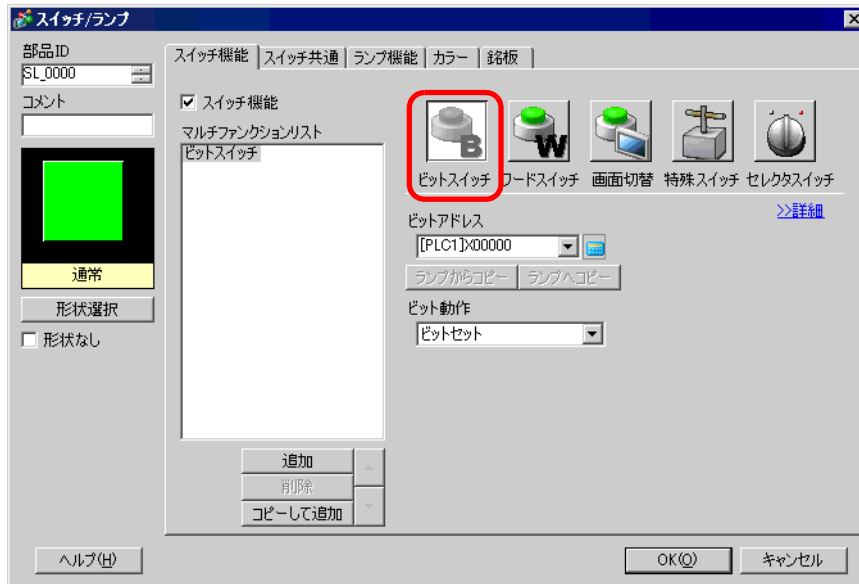 スイッチ/ランプ
部品ID
SL_0000
コメント
通常
形状選択
形状なし
スイッチ機能
スイッチ共通
ランプ機能
カラー
銘板
スイッチ機能
マルチファンクションリスト
ビットスイッチ
追加
削除
コピーして追加
B
W
ビットスイッチ
ワードスイッチ
画面切替
特殊スイッチ
セレクタスイッチ
>>詳細
ビットアドレス
[PLC1]X00000
ランプからコピー
ランプへコピー
ビット動作
ビットセット
ヘルプ(H)
OK(O)
キャンセル